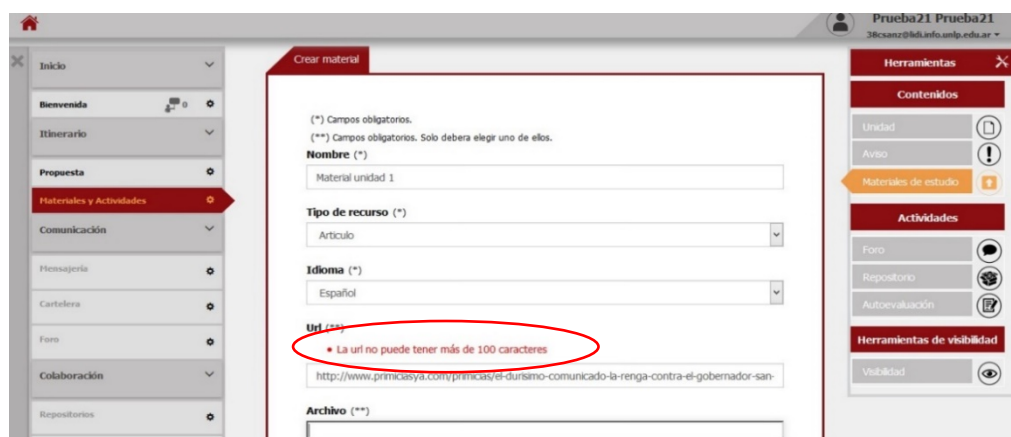 Prueba21 Prueba21
38csanz@lidi.info.unlp.edu.ar
Inicio
Bienvenida 0
Itinerario
Propuesta
Materiales y Actividades
Comunicación
Mensajería
Cartelera
Foro
Colaboración
Repositorios
Crear material
(*) Campos obligatorios.
(**) Campos obligatorios. Solo debera elegir uno de ellos.
Nombre (*)
Material unidad 1
Tipo de recurso (*)
Articulo
Idioma (*)
Español
Url (**)
• La url no puede tener más de 100 caracteres
http://www.primiciasya.com/primicias/el-durisimo-comunicado-la-renga-contra-el-gobernador-san-
Archivo (**)
Herramientas
Contenidos
Unidad
Aviso
Materiales de estudio
Actividades
Foro
Repositorio
Autoevaluación
Herramientas de visibilidad
Visibilidad